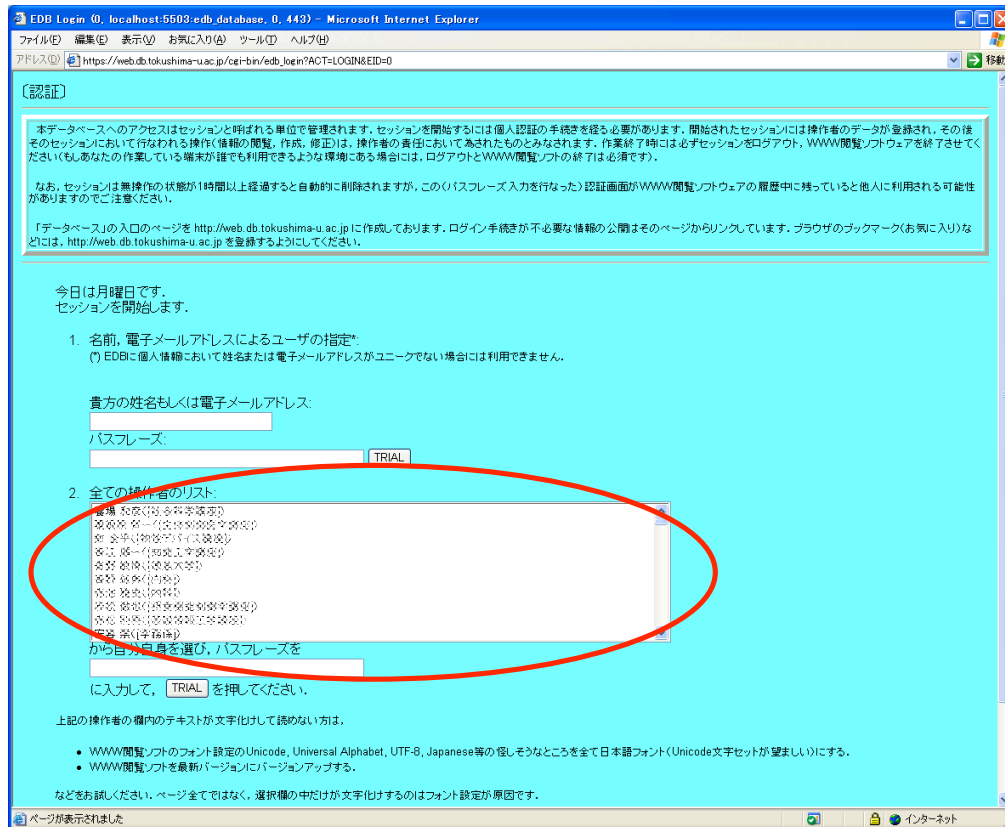 EDB Login (0, localhost:5503:edb_database, 0, 443) - Microsoft Internet Explorer
ファイル(F) 編集(E) 表示(V) お気に入り(A) ツール(T) ヘルプ(H)
アドレス(D) https://web.db.tokushima-u.ac.jp/cgi-bin/edb_login?ACT=LOGIN&EID=0 移動
〔認証〕
本データベースへのアクセスはセッションと呼ばれる単位で管理されます．セッションを開始するには個人認証の手続きを経る必要があります．開始されたセッションには操作者のデータが登録され，その後
そのセッションにおいて行なわれる操作(情報の閲覧，作成，修正)は，操作者の責任において為されたものとみなされます．作業終了時には必ずセッションをログアウト，WWW閲覧ソフトウェアを終了させてく
ださい(もしあなたの作業している端末が誰でも利用できるような環境にある場合には，ログアウトとWWW閲覧ソフトの終了は必須です)．
なお，セッションは無操作の状態が1時間以上経過すると自動的に削除されますが，この(パスフレーズ入力を行なった)認証画面がWWW閲覧ソフトウェアの履歴中に残っていると他人に利用される可能性
がありますのでご注意ください．
「データベース」の入口のページを http://web.db.tokushima-u.ac.jp に作成しております．ログイン手続きが不必要な情報の公開はそのページからリンクしています．ブラウザのブックマーク(お気に入り)な
どには，http://web.db.tokushima-u.ac.jp を登録するようにしてください．
今日は月曜日です．
セッションを開始します．
1. 名前，電子メールアドレスによるユーザの指定*:
(*) EDBに個人情報において姓名または電子メールアドレスがユニークでない場合には利用できません．
貴方の姓名もしくは電子メールアドレス:
パスフレーズ:
TRIAL
2. 全ての操作者のリスト:
から自分自身を選び，パスフレーズを
に入力して， TRIAL を押してください．
上記の操作者の欄内のテキストが文字化けして読めない方は，
• WWW閲覧ソフトのフォント設定のUnicode, Universal Alphabet, UTF-8, Japanese等の怪しそうなところを全て日本語フォント(Unicode文字セットが望ましい)にする．
• WWW閲覧ソフトを最新バージョンにバージョンアップする．
などをお試しください．ページ全てではなく，選択欄の中だけが文字化けするのはフォント設定が原因です．
ページが表示されました インターネット